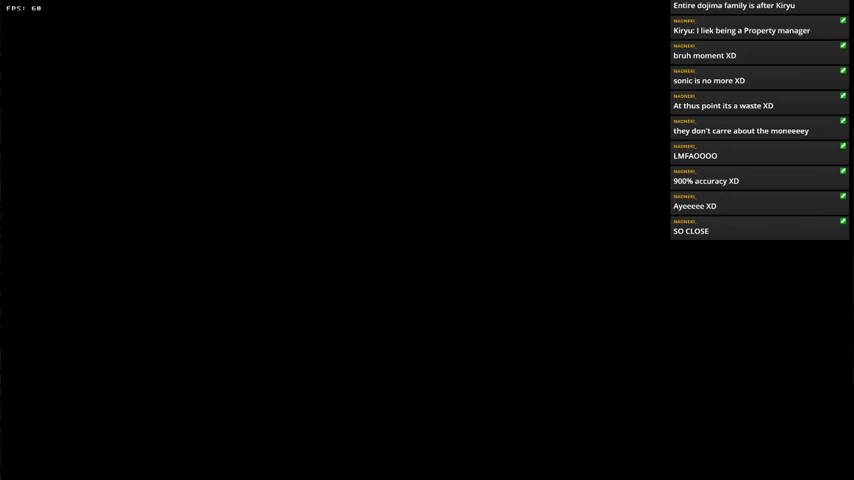 FPS: 60
Entire dojima family is after Kiryu
NAONEKI_
Kiryu: I liek being a Property manager
NAONEKI_
bruh moment XD
NAONEKI_
sonic is no more XD
NAONEKI_
At thus point its a waste XD
NAONEKI_
they don't carre about the moneeeey
NAONEKI_
LMFAOOOO
NAONEKI_
900% accuracy XD
NAONEKI_
Ayeeeee XD
NAONEKI_
SO CLOSE